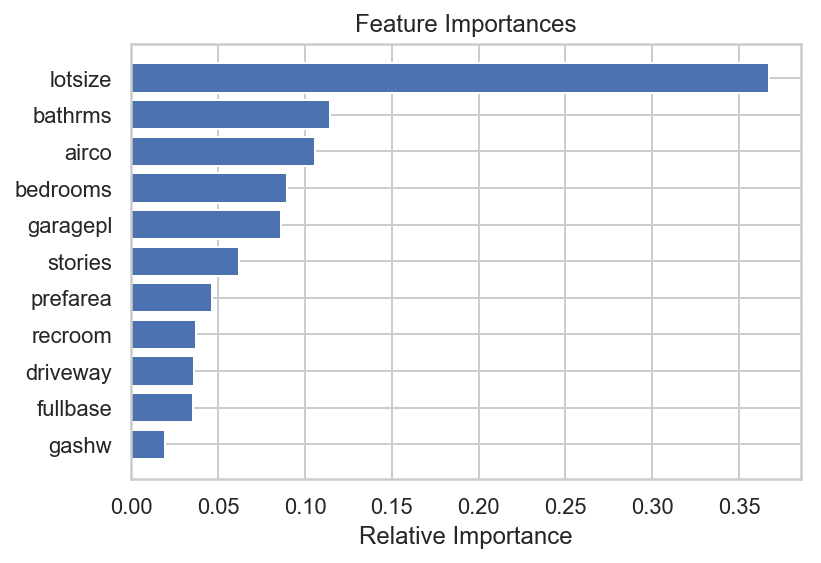 Feature Importances
lotsize
bathrms
airco
bedrooms
garagepl
stories
prefarea
recroom
driveway
fullbase
gashw
0.00 0.05 0.10 0.15 0.20 0.25 0.30 0.35
Relative Importance